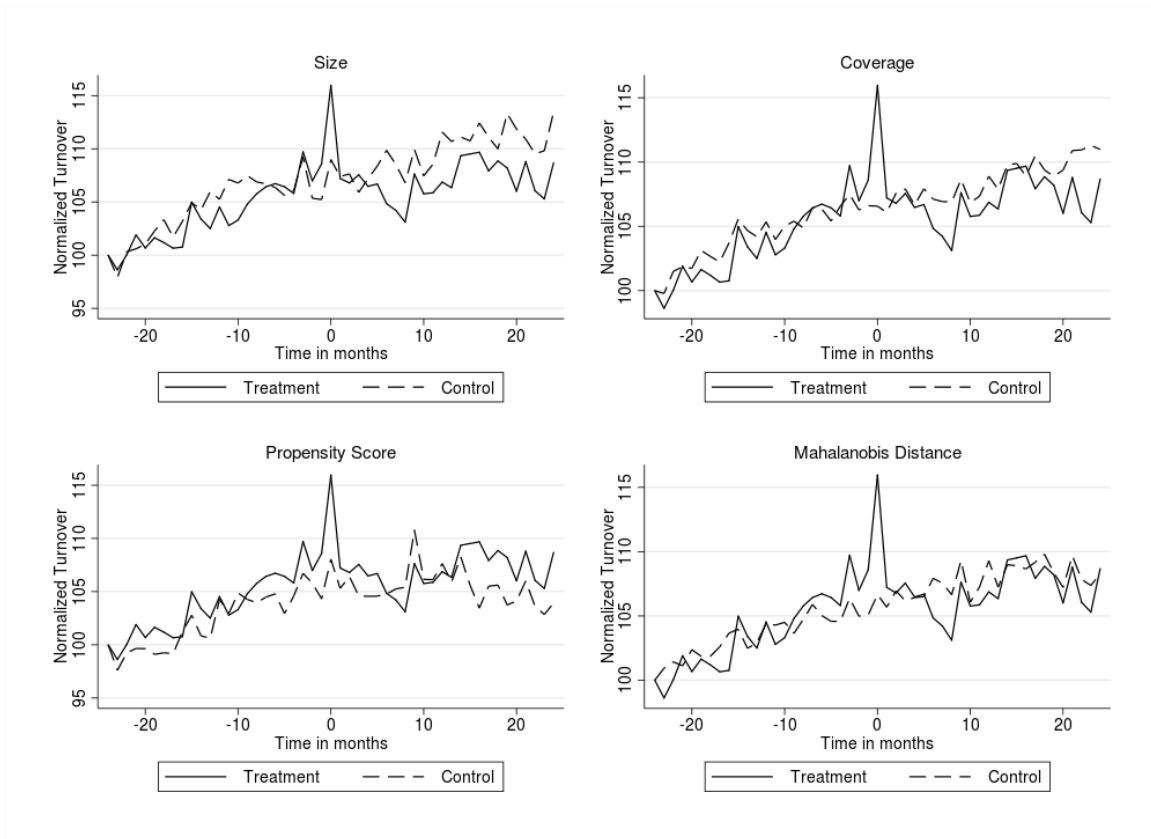 Size
Normalized Turnover
115
110
105
100
95
-20 -10 0 10 20
Time in months
Treatment Control
Coverage
Normalized Turnover
115
110
105
100
-20 -10 0 10 20
Time in months
Treatment Control
Propensity Score
Normalized Turnover
115
110
105
100
95
-20 -10 0 10 20
Time in months
Treatment Control
Mahalanobis Distance
Normalized Turnover
115
110
105
100
-20 -10 0 10 20
Time in months
Treatment Control